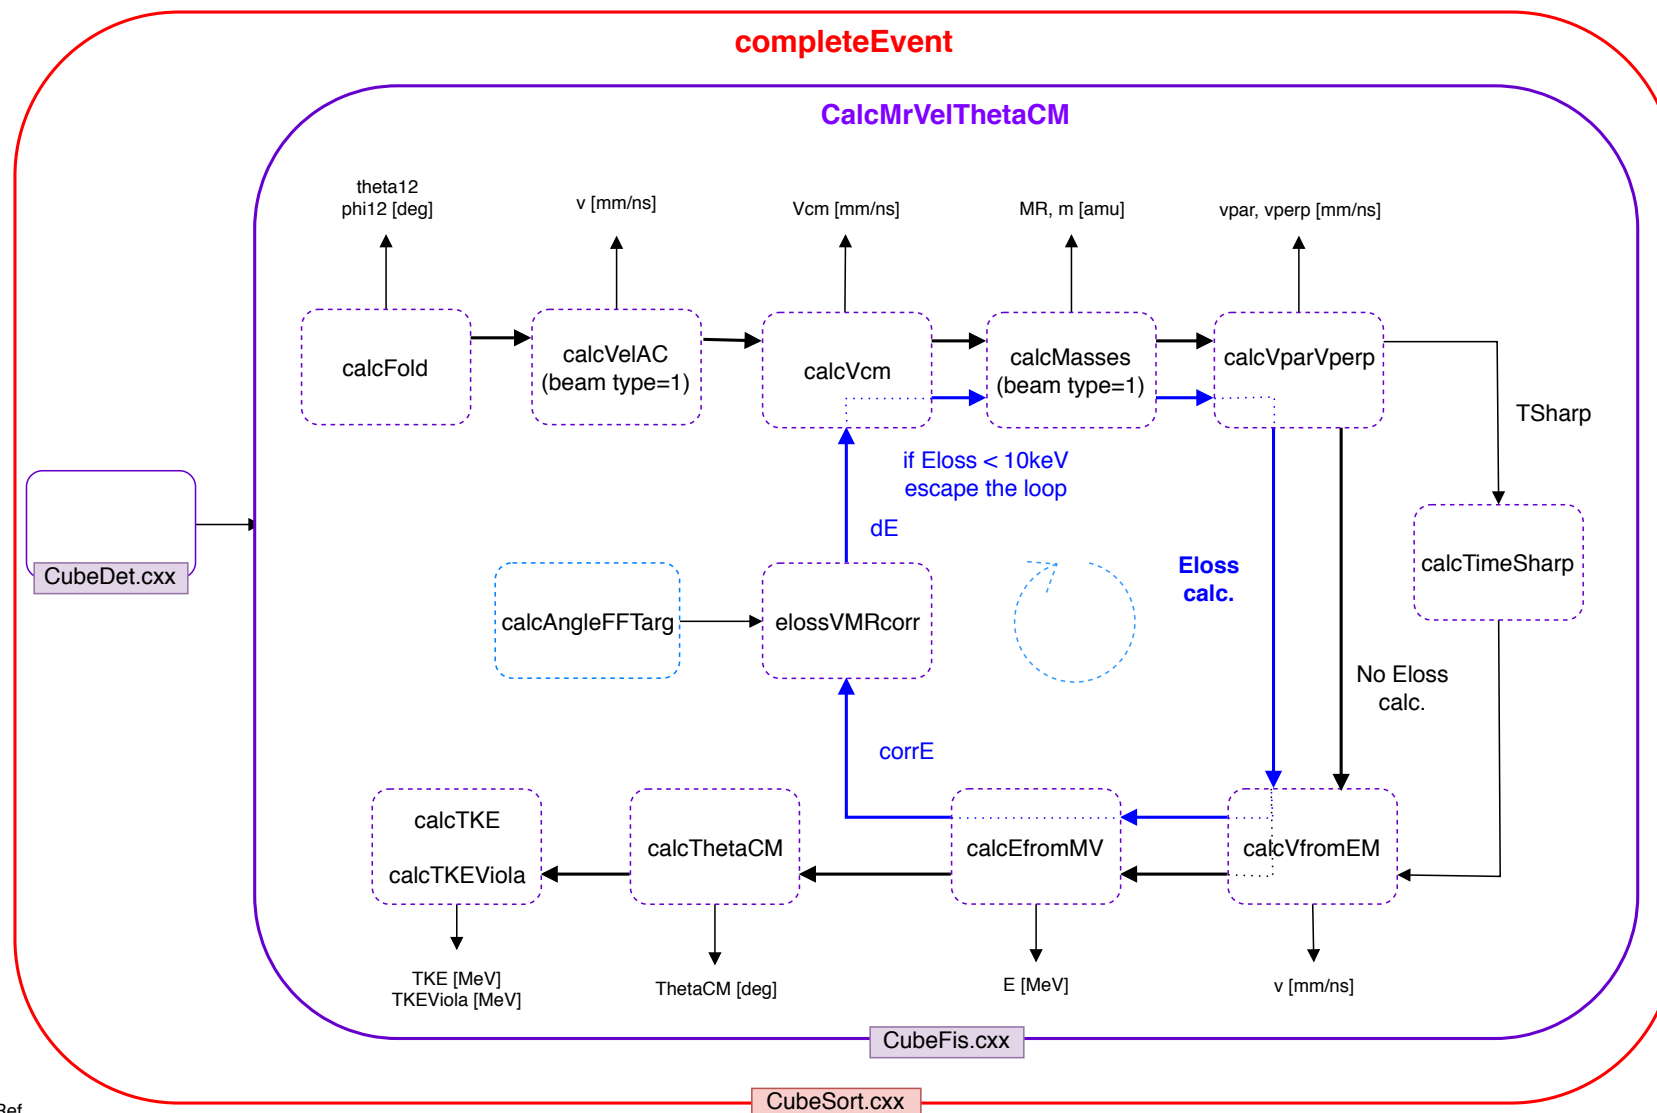 completeEvent
CalcMrVelThetaCM
theta12
phi12 [deg]
v [mm/ns]
Vcm [mm/ns]
MR, m [amu]
vpar, vperp [mm/ns]
calcFold
calcVelAC
(beam type=1)
calcVcm
calcMasses
(beam type=1)
calcVparVperp
TSharp
if Eloss < 10keV
escape the loop
dE
CubeDet.cxx
calcAngleFFTarg
elossVMRcorr
Eloss
calc.
calcTimeSharp
No Eloss
calc.
corrE
calcTKE
calcTKEViola
calcThetaCM
calcEfromMV
calcVfromEM
TKE [MeV]
TKEViola [MeV]
ThetaCM [deg]
E [MeV]
v [mm/ns]
CubeFis.cxx
CubeSort.cxx